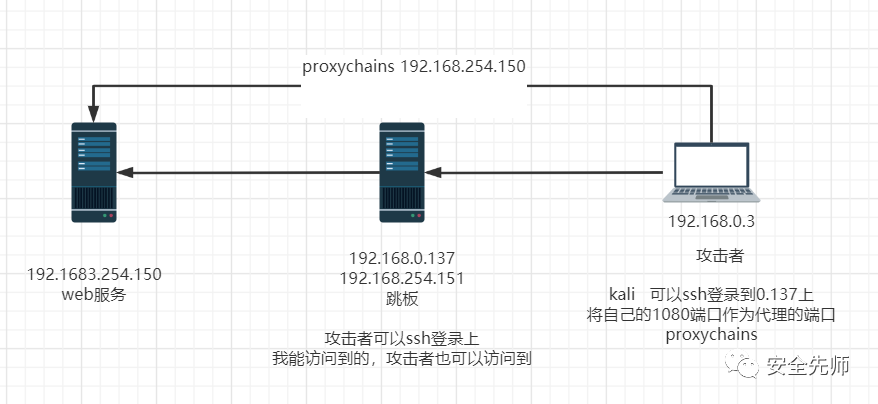 proxychains 192.168.254.150
192.1683.254.150
web服务
192.168.0.137
192.168.254.151
跳板
攻击者可以ssh登录上
我能访问到的，攻击者也可以访问到
192.168.0.3
攻击者
kali 可以ssh登录到0.137上
将自己的1080端口作为代理的端口
proxychains
安全先师